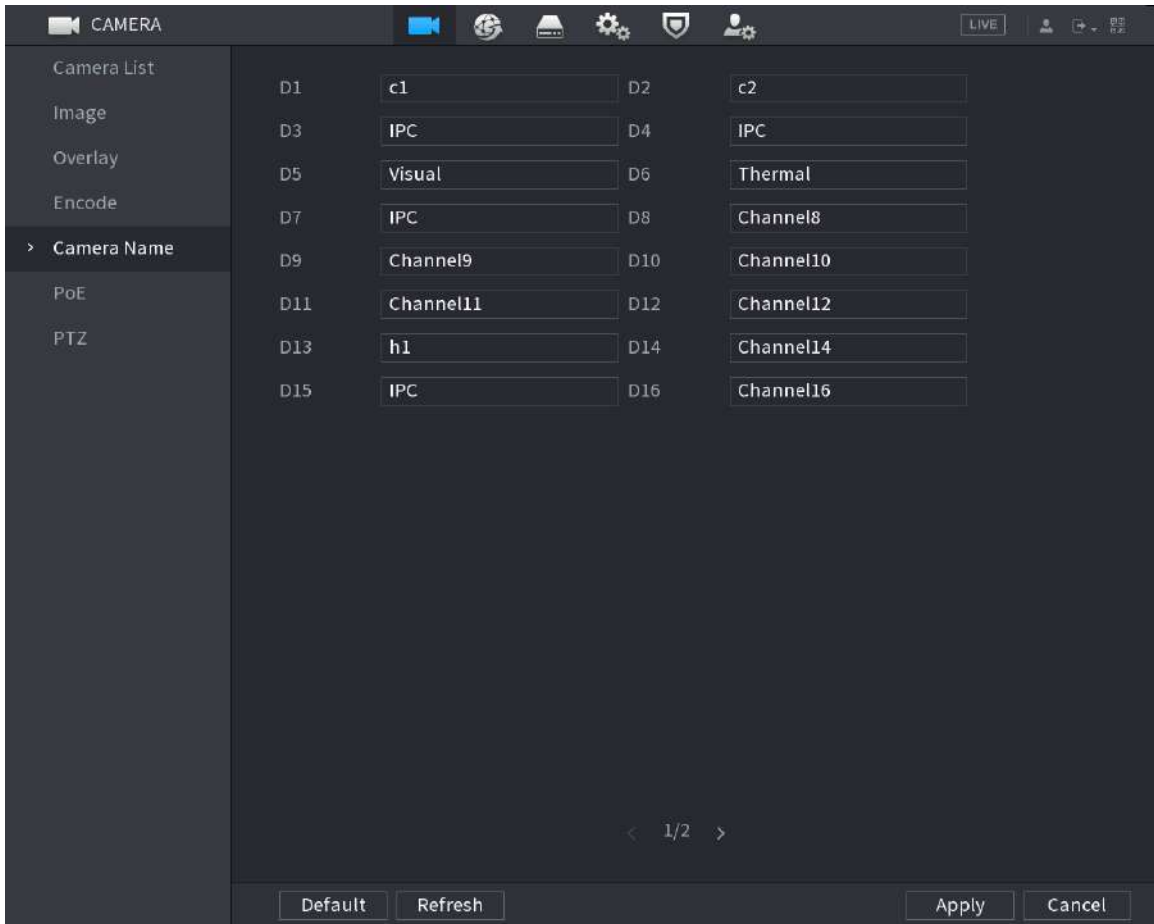 CAMERA LIVE
Camera List
Image
Overlay
Encode
> Camera Name
PoE
PTZ
D1 c1 D2 c2
D3 IPC D4 IPC
D5 Visual D6 Thermal
D7 IPC D8 Channel8
D9 Channel9 D10 Channel10
D11 Channel11 D12 Channel12
D13 h1 D14 Channel14
D15 IPC D16 Channel16
< 1/2 >
Default Refresh Apply Cancel